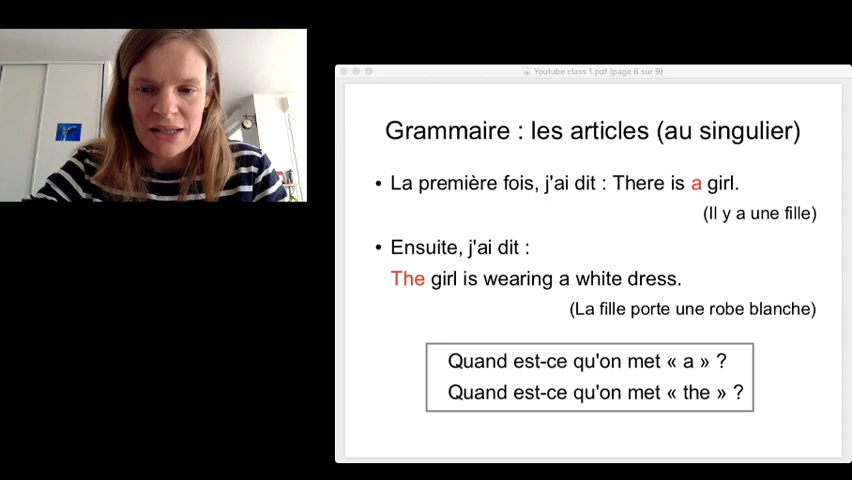 Youtube class 1.pdf (page 6 sur 9)
Grammaire : les articles (au singulier)
• La première fois, j'ai dit : There is a girl.
(Il y a une fille)
• Ensuite, j'ai dit :
The girl is wearing a white dress.
(La fille porte une robe blanche)
Quand est-ce qu'on met « a » ?
Quand est-ce qu'on met « the » ?